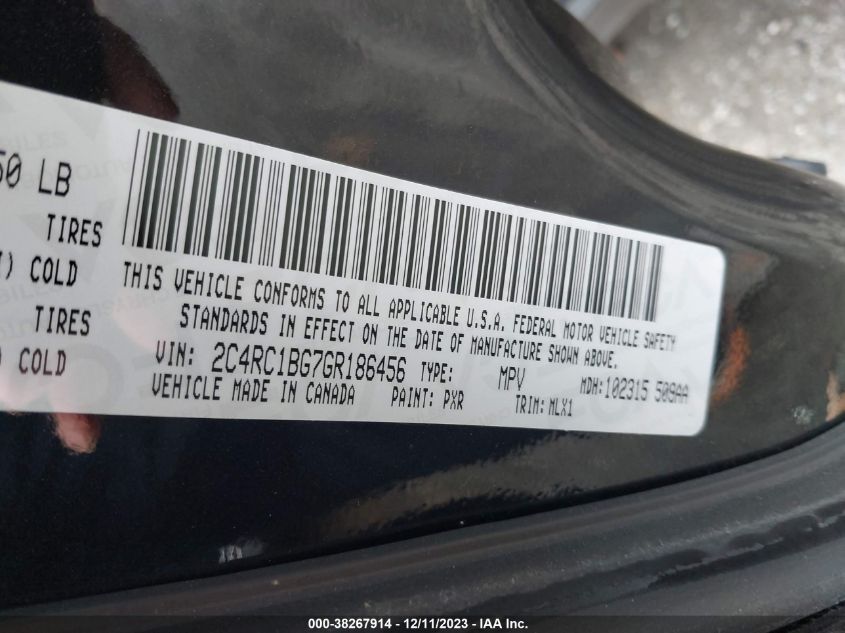 50 LB
TIRES
) COLD
TIRES
) COLD
THIS VEHICLE CONFORMS TO ALL APPLICABLE U.S.A. FEDERAL MOTOR VEHICLE SAFETY
STANDARDS IN EFFECT ON THE DATE OF MANUFACTURE SHOWN ABOVE.
VIN: 2C4RC1BG7GR186456 TYPE: MPV MDH:102315 509AA
VEHICLE MADE IN CANADA PAINT: PXR TRIM: MLX1
000-38267914 - 12/11/2023 - IAA Inc.